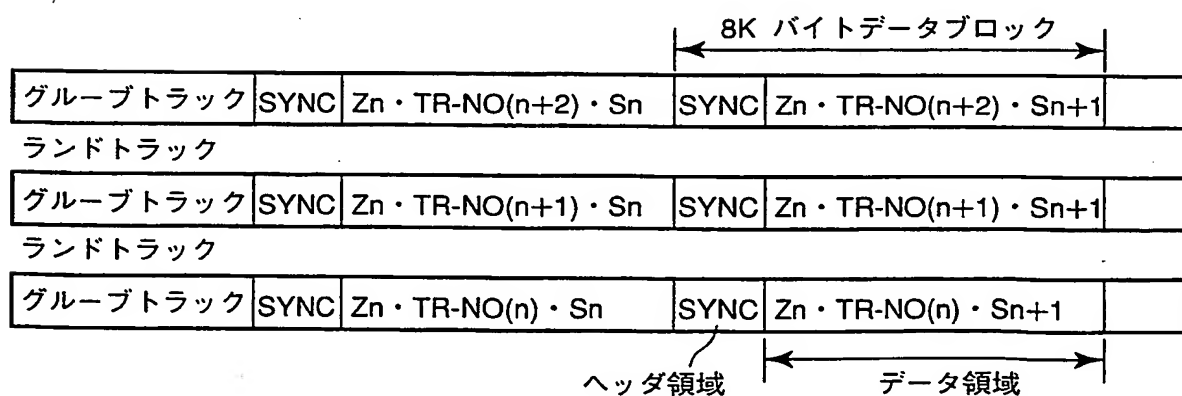 8K バイトデータブロック
グルーブトラック SYNC Zn・TR-NO(n+2)・Sn SYNC Zn・TR-NO(n+2)・Sn+1
ランドトラック
グルーブトラック SYNC Zn・TR-NO(n+1)・Sn SYNC Zn・TR-NO(n+1)・Sn+1
ランドトラック
グルーブトラック SYNC Zn・TR-NO(n)・Sn SYNC Zn・TR-NO(n)・Sn+1
ヘッダ領域 データ領域